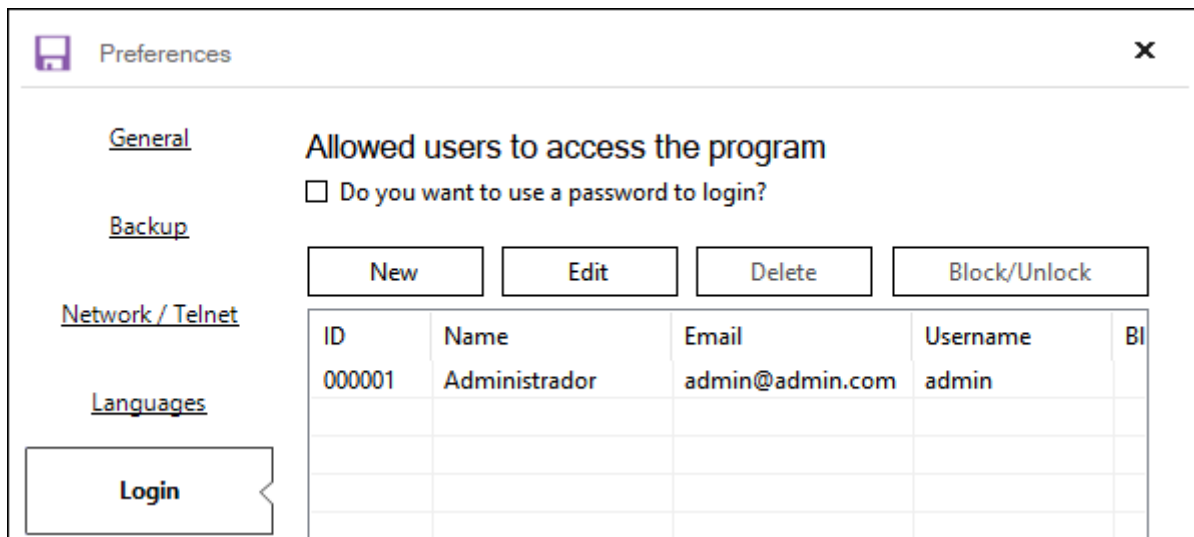 Preferences
General
Backup
Network / Telnet
Languages
Login
Allowed users to access the program
Do you want to use a password to login?
New Edit Delete Block/Unlock
ID Name Email Username Bl
000001 Administrador admin@admin.com admin